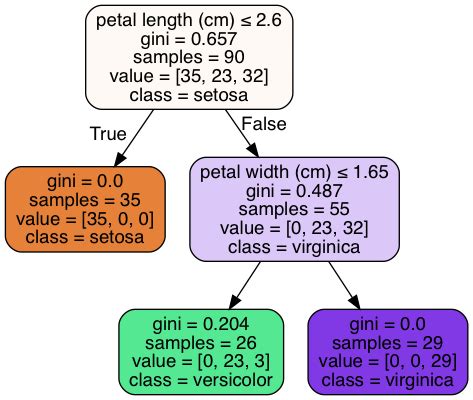 petal length (cm) ≤ 2.6
gini = 0.657
samples = 90
value = [35, 23, 32]
class = setosa
True
False
gini = 0.0
samples = 35
value = [35, 0, 0]
class = setosa
petal width (cm) ≤ 1.65
gini = 0.487
samples = 55
value = [0, 23, 32]
class = virginica
gini = 0.204
samples = 26
value = [0, 23, 3]
class = versicolor
gini = 0.0
samples = 29
value = [0, 0, 29]
class = virginica